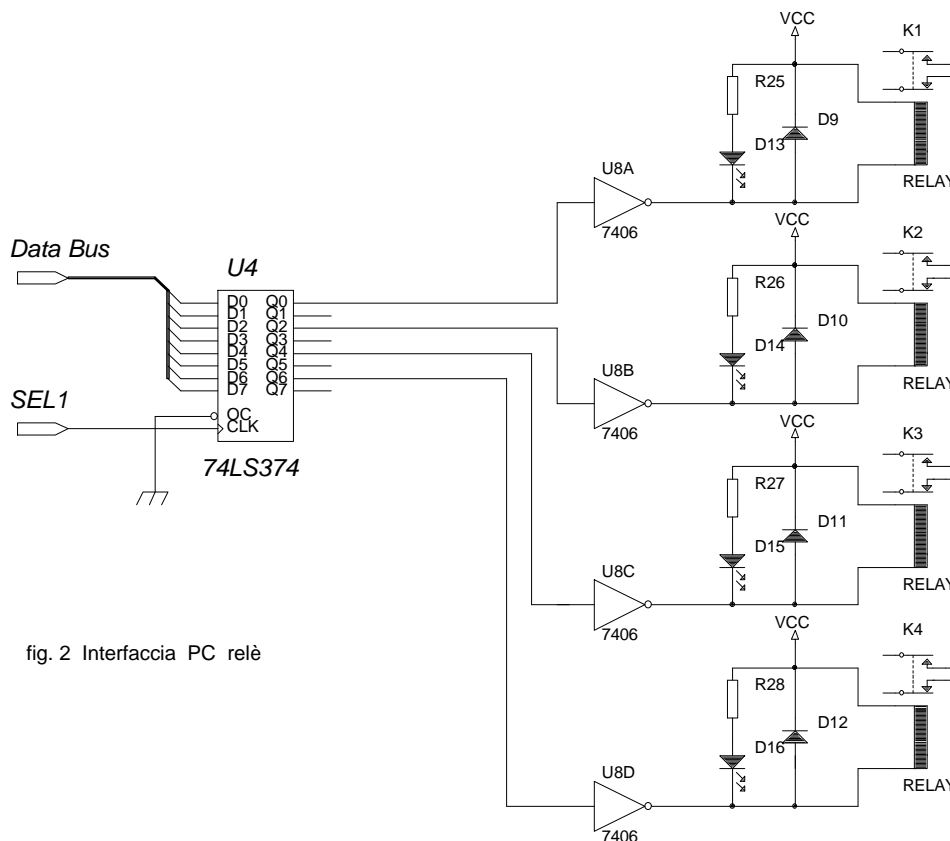 VCC
K1
R25
D9
D13
U8A
RELAY
7406
Data Bus
U4
VCC
K2
R26
D10
D14
D0 Q0
D1 Q1
D2 Q2
D3 Q3
D4 Q4
D5 Q5
D6 Q6
D7 Q7
U8B
RELAY
SEL1
OC
CLK
7406
74LS374
VCC
K3
R27
D11
D15
U8C
RELAY
7406
fig. 2 Interfaccia PC relè
VCC
K4
R28
D12
D16
U8D
RELAY
7406